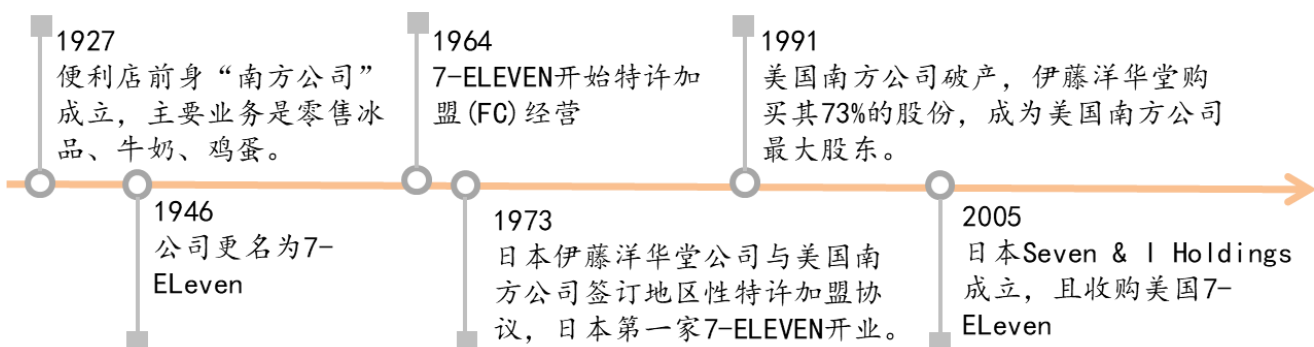 1927
便利店前身“南方公司”
成立，主要业务是零售冰
品、牛奶、鸡蛋。
1946
公司更名为7-
ELeven
1964
7-ELEVEN开始特许加
盟(FC)经营
1973
日本伊藤洋华堂公司与美国南
方公司签订地区性特许加盟协
议，日本第一家7-ELEVEN开业。
1991
美国南方公司破产，伊藤洋华堂购
买其73%的股份，成为美国南方公司
最大股东。
2005
日本Seven & I Holdings
成立，且收购美国7-
ELeven